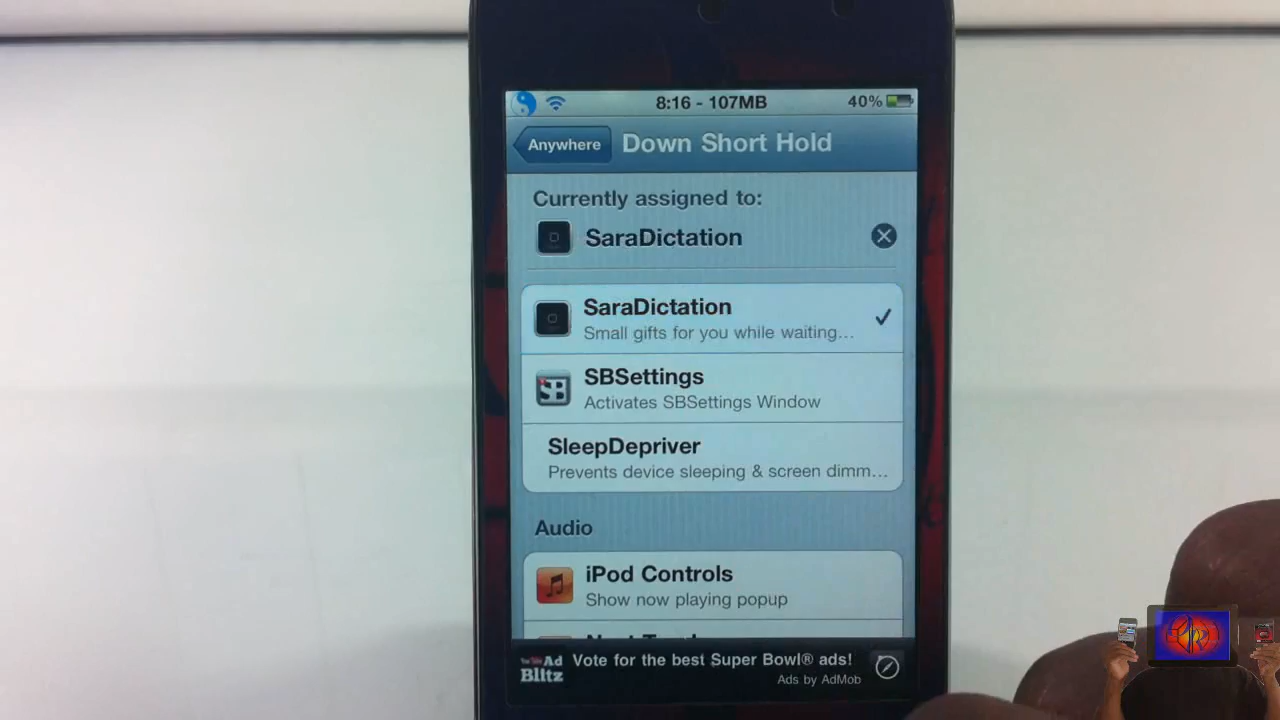 8:16 - 107MB
40%
Anywhere
Down Short Hold
Currently assigned to:
SaraDictation
SaraDictation
Small gifts for you while waiting…
SBSettings
Activates SBSettings Window
SleepDepriver
Prevents device sleeping & screen dimm…
Audio
iPod Controls
Show now playing popup
YouTube Ad
Blitz
Vote for the best Super Bowl® ads!
Ads by AdMob